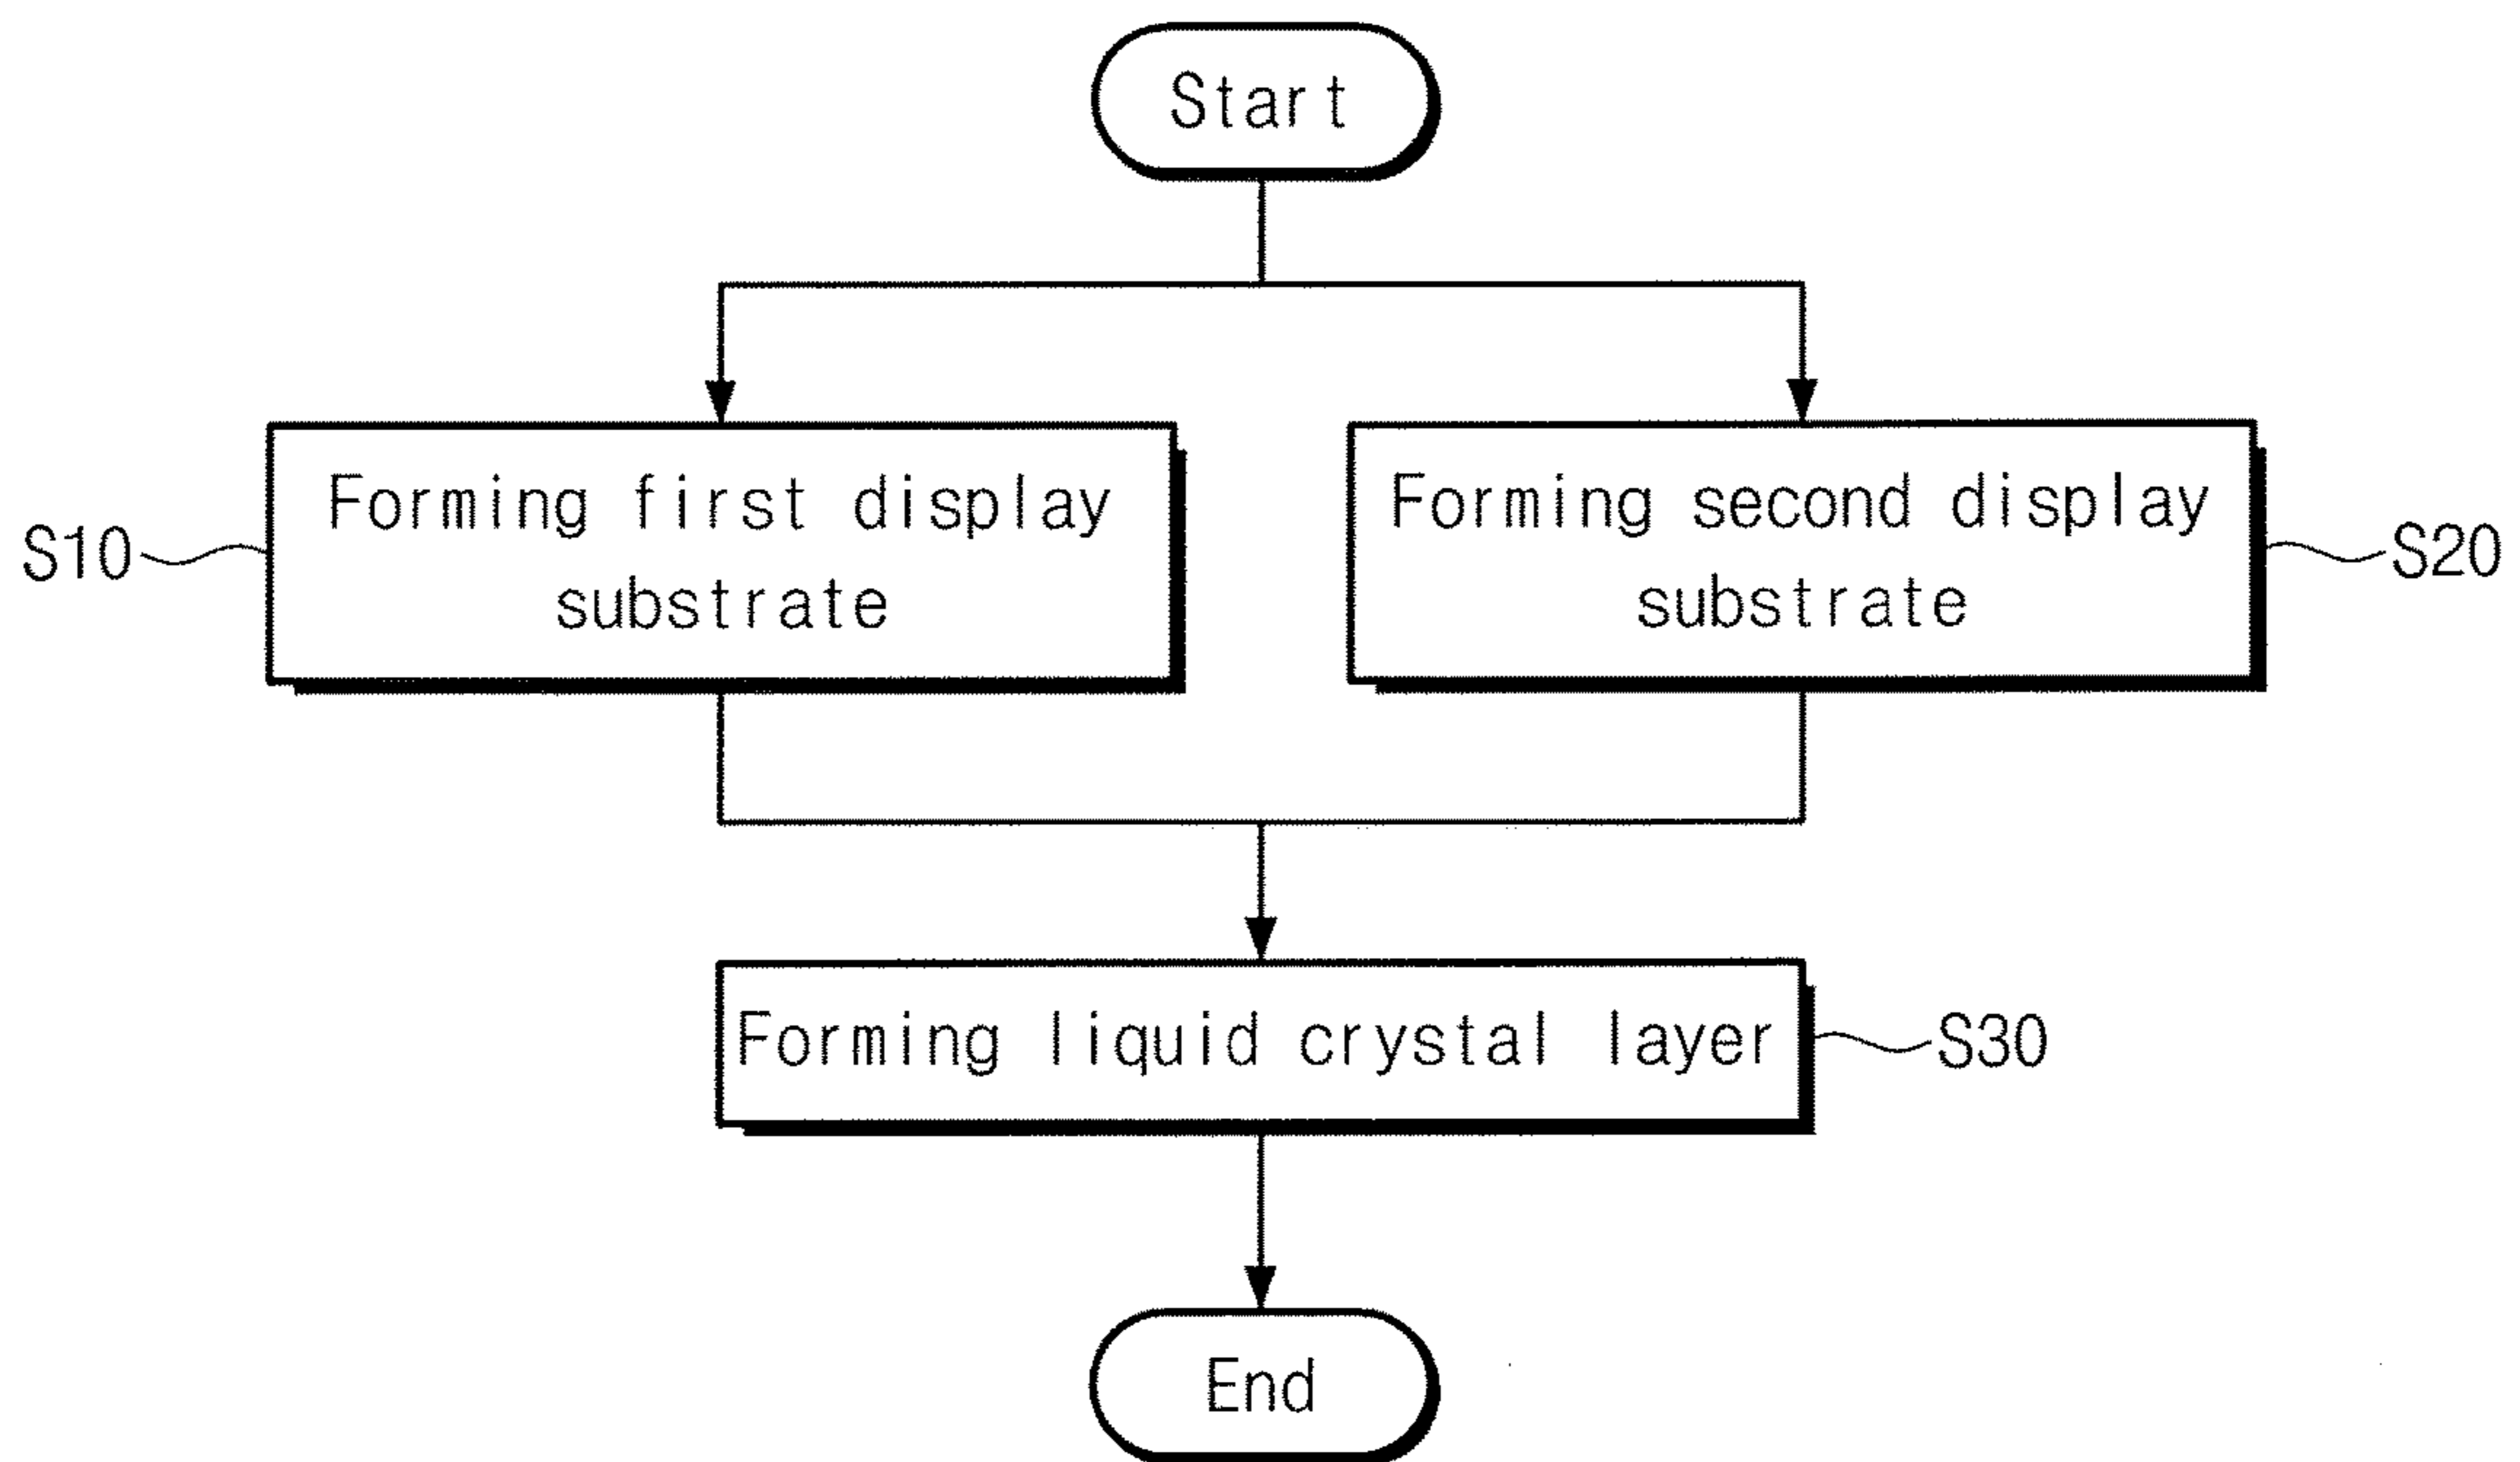 Start
S10
Forming first display
substrate
Forming second display
substrate
S20
Forming liquid crystal layer
S30
End